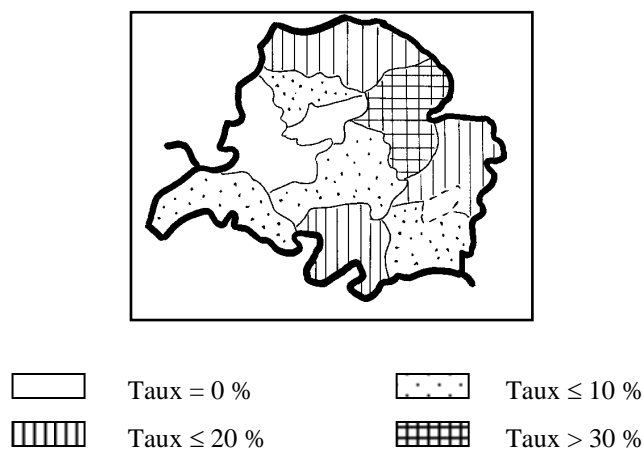 Taux = 0 %
Taux ≤ 10 %
Taux ≤ 20 %
Taux > 30 %